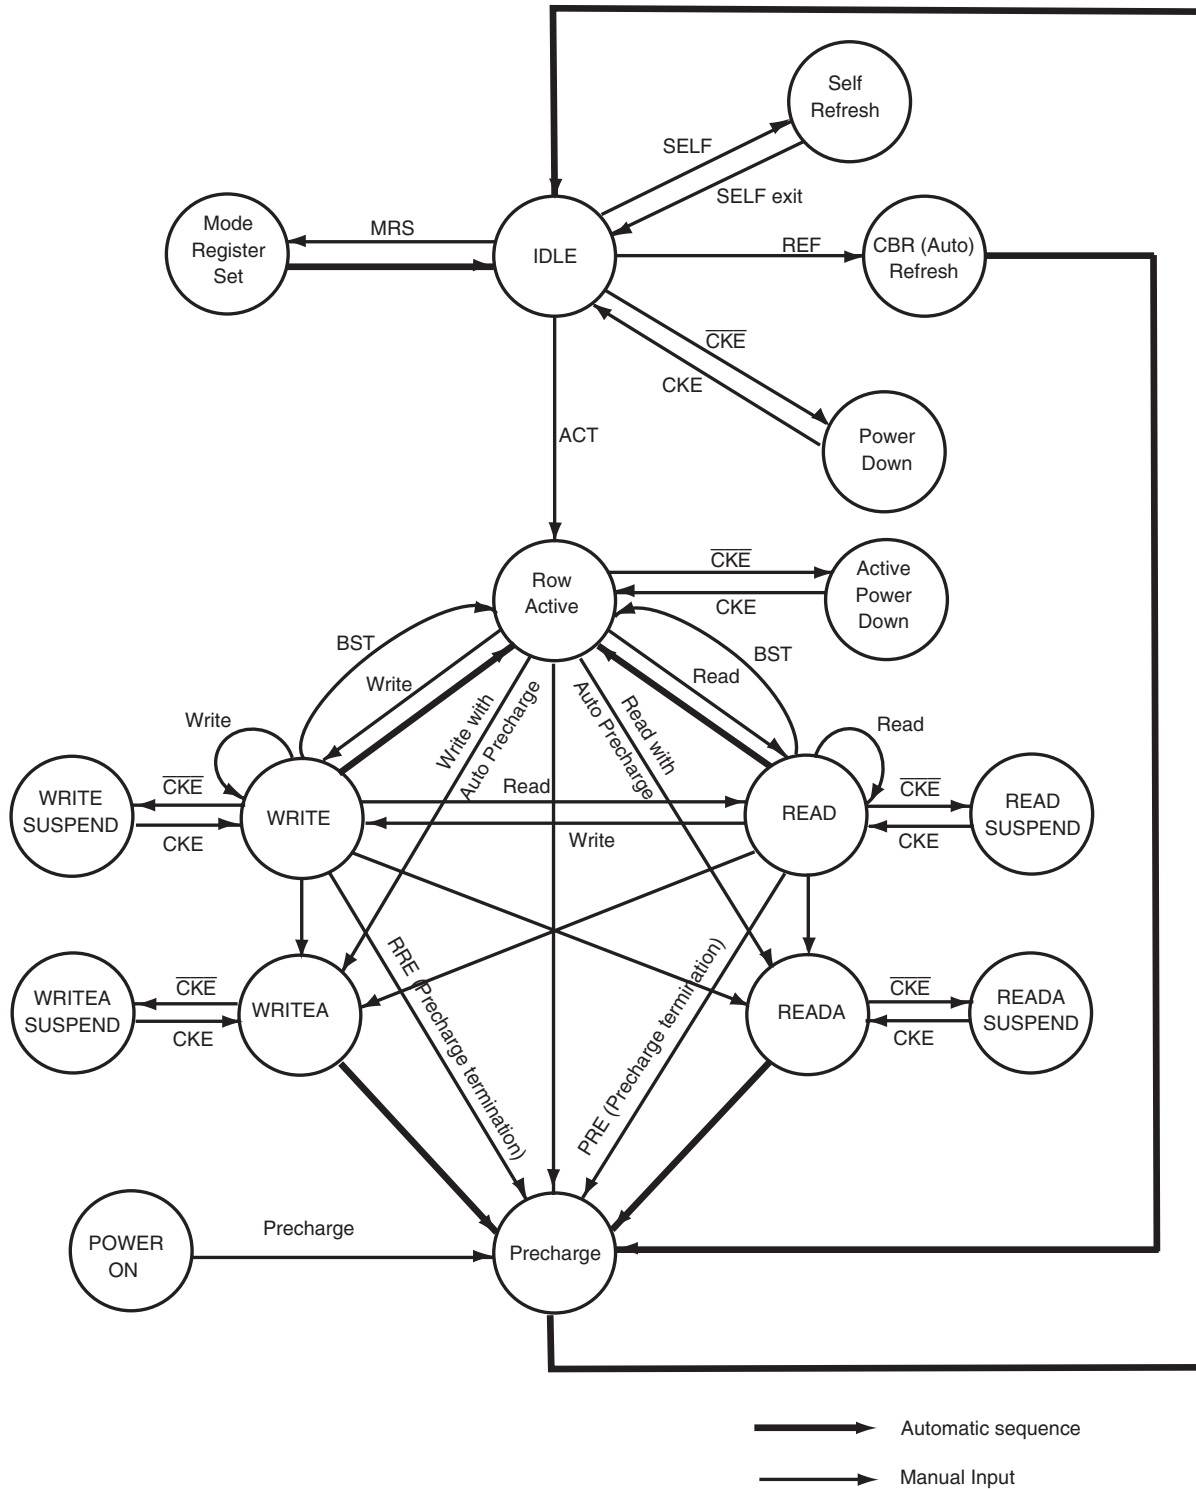 Self
Refresh
SELF
SELF exit
Mode
Register
Set
MRS
IDLE
REF
CBR (Auto)
Refresh
CKE
CKE
Power
Down
ACT
Row
Active
CKE
CKE
Active
Power
Down
BST
BST
Write
Read
Write with
Auto Precharge
Read with
Auto Precharge
Write
Read
WRITE
SUSPEND
CKE
CKE
WRITE
Read
Write
READ
CKE
CKE
READ
SUSPEND
RRE (Precharge termination)
PRE (Precharge termination)
WRITEA
SUSPEND
CKE
CKE
WRITEA
READA
CKE
CKE
READA
SUSPEND
POWER
ON
Precharge
Precharge
Automatic sequence
Manual Input